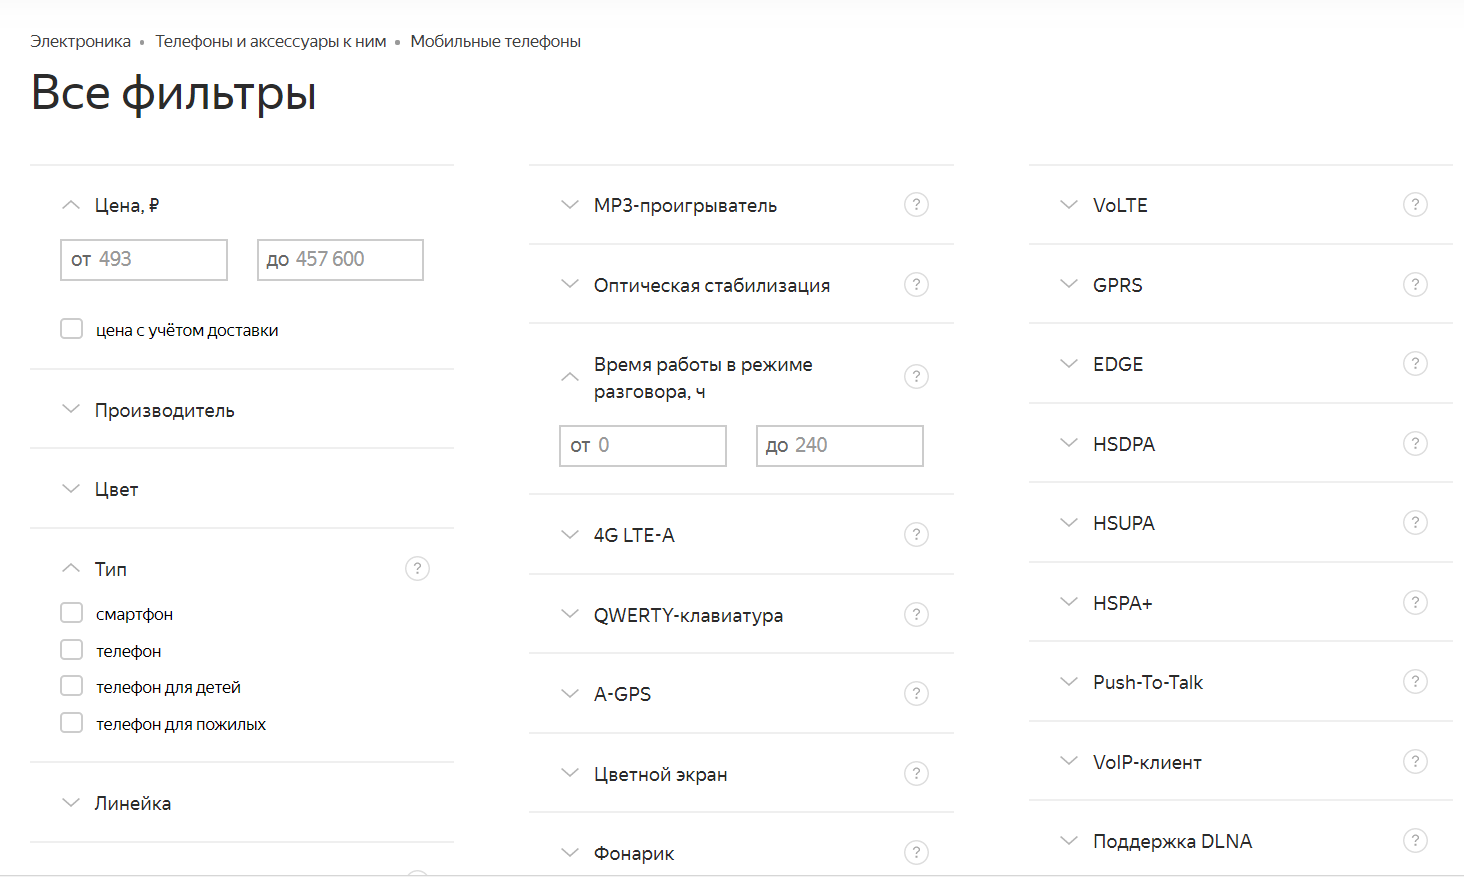 Электроника • Телефоны и аксессуары к ним • Мобильные телефоны
Все фильтры
Цена, ₽
от 493
до 457 600
цена с учётом доставки
Производитель
Цвет
Тип ?
смартфон
телефон
телефон для детей
телефон для пожилых
Линейка
MP3-проигрыватель ?
Оптическая стабилизация ?
Время работы в режиме
разговора, ч ?
от 0
до 240
4G LTE-A ?
QWERTY-клавиатура ?
A-GPS ?
Цветной экран ?
Фонарик ?
VoLTE ?
GPRS ?
EDGE ?
HSDPA ?
HSUPA ?
HSPA+ ?
Push-To-Talk ?
VoIP-клиент ?
Поддержка DLNA ?